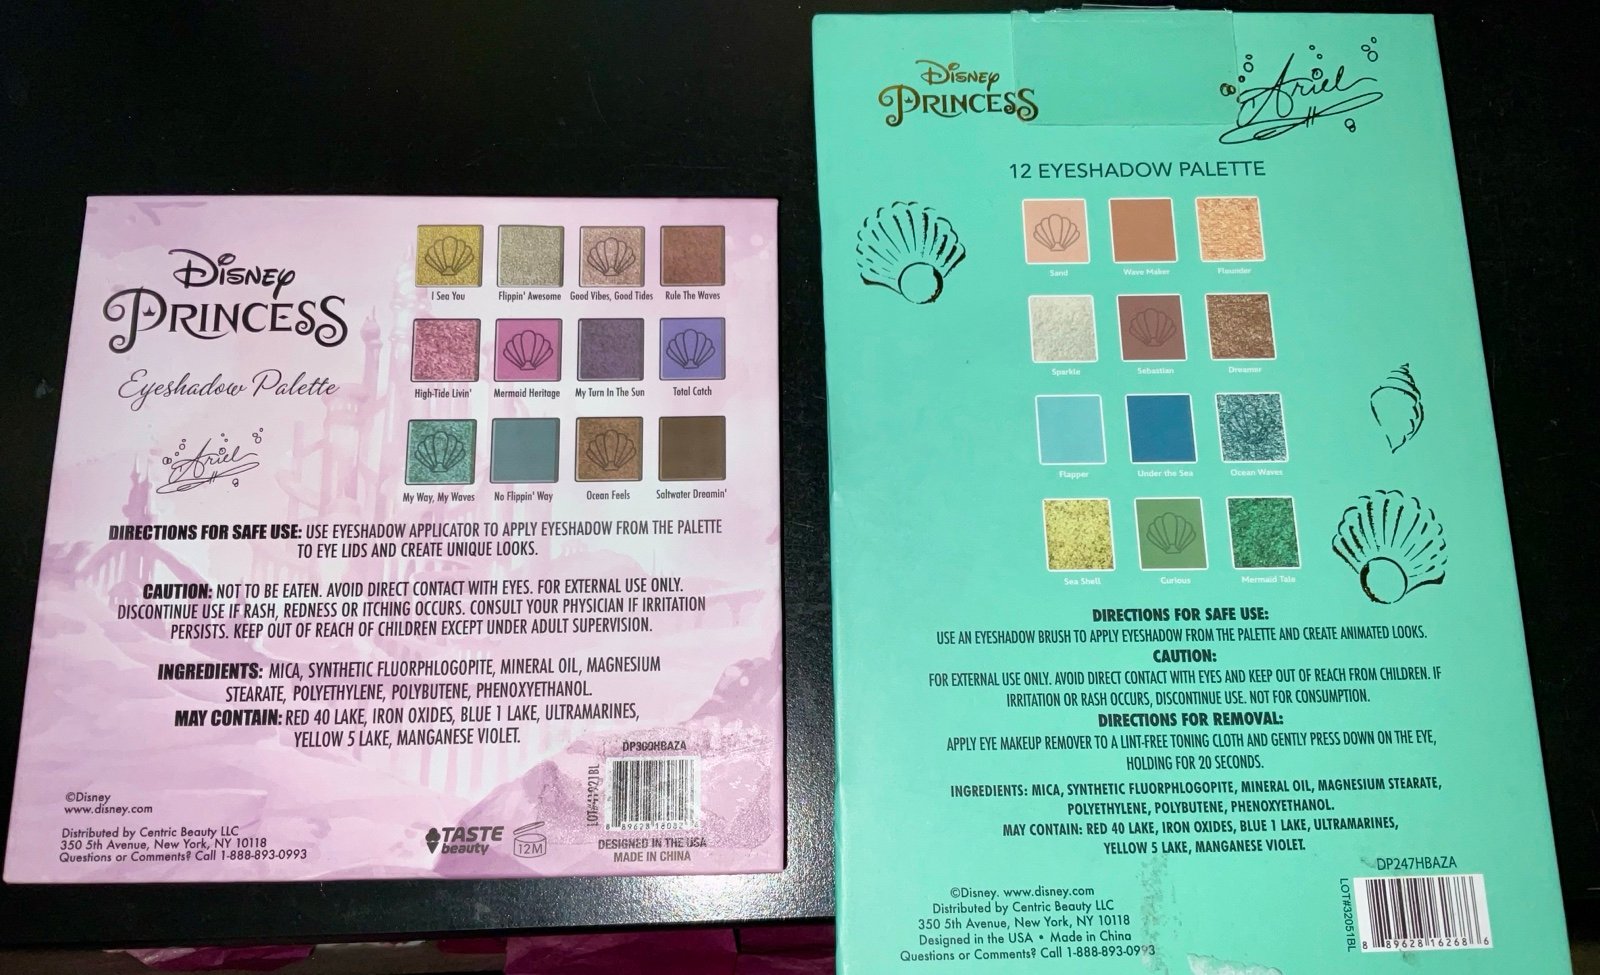 DISNEY
PRINCESS
Eyeshadow Palette
Ariel
I Sea You
Flippin' Awesome
Good Vibes, Good Tides
Rule The Waves
High-Tide Livin'
Mermaid Heritage
My Turn In The Sun
Total Catch
My Way, My Waves
No Flippin' Way
Ocean Feels
Saltwater Dreamin'
DIRECTIONS FOR SAFE USE: USE EYESHADOW APPLICATOR TO APPLY EYESHADOW FROM THE PALETTE
TO EYE LIDS AND CREATE UNIQUE LOOKS.
CAUTION: NOT TO BE EATEN. AVOID DIRECT CONTACT WITH EYES. FOR EXTERNAL USE ONLY.
DISCONTINUE USE IF RASH, REDNESS OR ITCHING OCCURS. CONSULT YOUR PHYSICIAN IF IRRITATION
PERSISTS. KEEP OUT OF REACH OF CHILDREN EXCEPT UNDER ADULT SUPERVISION.
INGREDIENTS: MICA, SYNTHETIC FLUORPHLOGOPITE, MINERAL OIL, MAGNESIUM
STEARATE, POLYETHYLENE, POLYBUTENE, PHENOXYETHANOL.
MAY CONTAIN: RED 40 LAKE, IRON OXIDES, BLUE 1 LAKE, ULTRAMARINES,
YELLOW 5 LAKE, MANGANESE VIOLET.
©Disney
www.disney.com
Distributed by Centric Beauty LLC
350 5th Avenue, New York, NY 10118
Questions or Comments? Call 1-888-893-0993
TASTE
beauty
12M
DP360HBAZA
DESIGNED IN THE USA
MADE IN CHINA
DISNEY
PRINCESS
Ariel
12 EYESHADOW PALETTE
Sand
Wave Maker
Flounder
Sparkle
Sebastian
Dreamer
Flapper
Under the Sea
Ocean Waves
Sea Shell
Curious
Mermaid Tale
DIRECTIONS FOR SAFE USE:
USE AN EYESHADOW BRUSH TO APPLY EYESHADOW FROM THE PALETTE AND CREATE ANIMATED LOOKS.
CAUTION:
FOR EXTERNAL USE ONLY. AVOID DIRECT CONTACT WITH EYES AND KEEP OUT OF REACH FROM CHILDREN. IF
IRRITATION OR RASH OCCURS, DISCONTINUE USE. NOT FOR CONSUMPTION.
DIRECTIONS FOR REMOVAL:
APPLY EYE MAKEUP REMOVER TO A LINT-FREE TONING CLOTH AND GENTLY PRESS DOWN ON THE EYE,
HOLDING FOR 20 SECONDS.
INGREDIENTS: MICA, SYNTHETIC FLUORPHLOGOPITE, MINERAL OIL, MAGNESIUM STEARATE,
POLYETHYLENE, POLYBUTENE, PHENOXYETHANOL.
MAY CONTAIN: RED 40 LAKE, IRON OXIDES, BLUE 1 LAKE, ULTRAMARINES,
YELLOW 5 LAKE, MANGANESE VIOLET.
©Disney. www.disney.com
Distributed by Centric Beauty LLC
350 5th Avenue, New York, NY 10118
Designed in the USA • Made in China
Questions or Comments? Call 1-888-893-0993
DP247HBAZA
LOT#32051BL
8 89628 16268 6